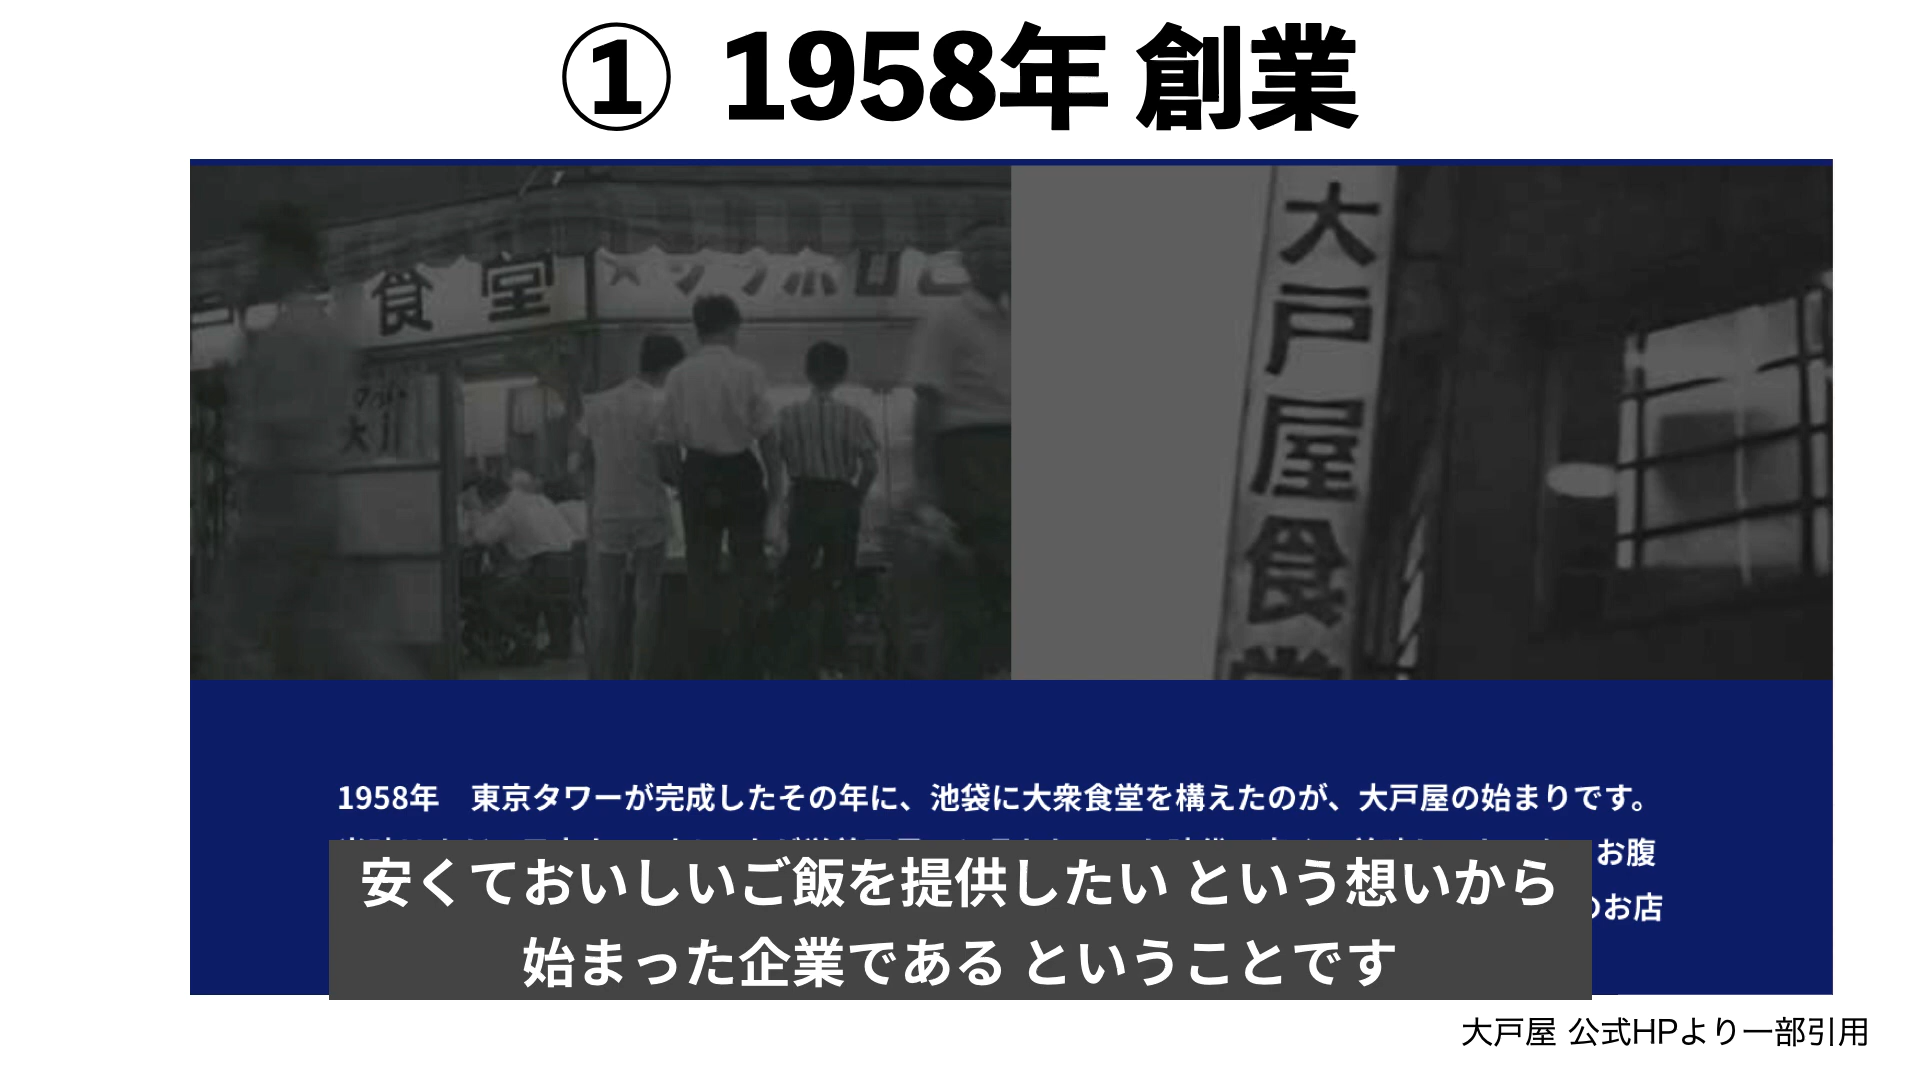 ① 1958年 創業
食堂
大戸屋食堂
1958年　東京タワーが完成したその年に、池袋に大衆食堂を構えたのが、大戸屋の始まりです。
お腹
のお店
安くておいしいご飯を提供したい という想いから
始まった企業である ということです
大戸屋 公式HPより一部引用